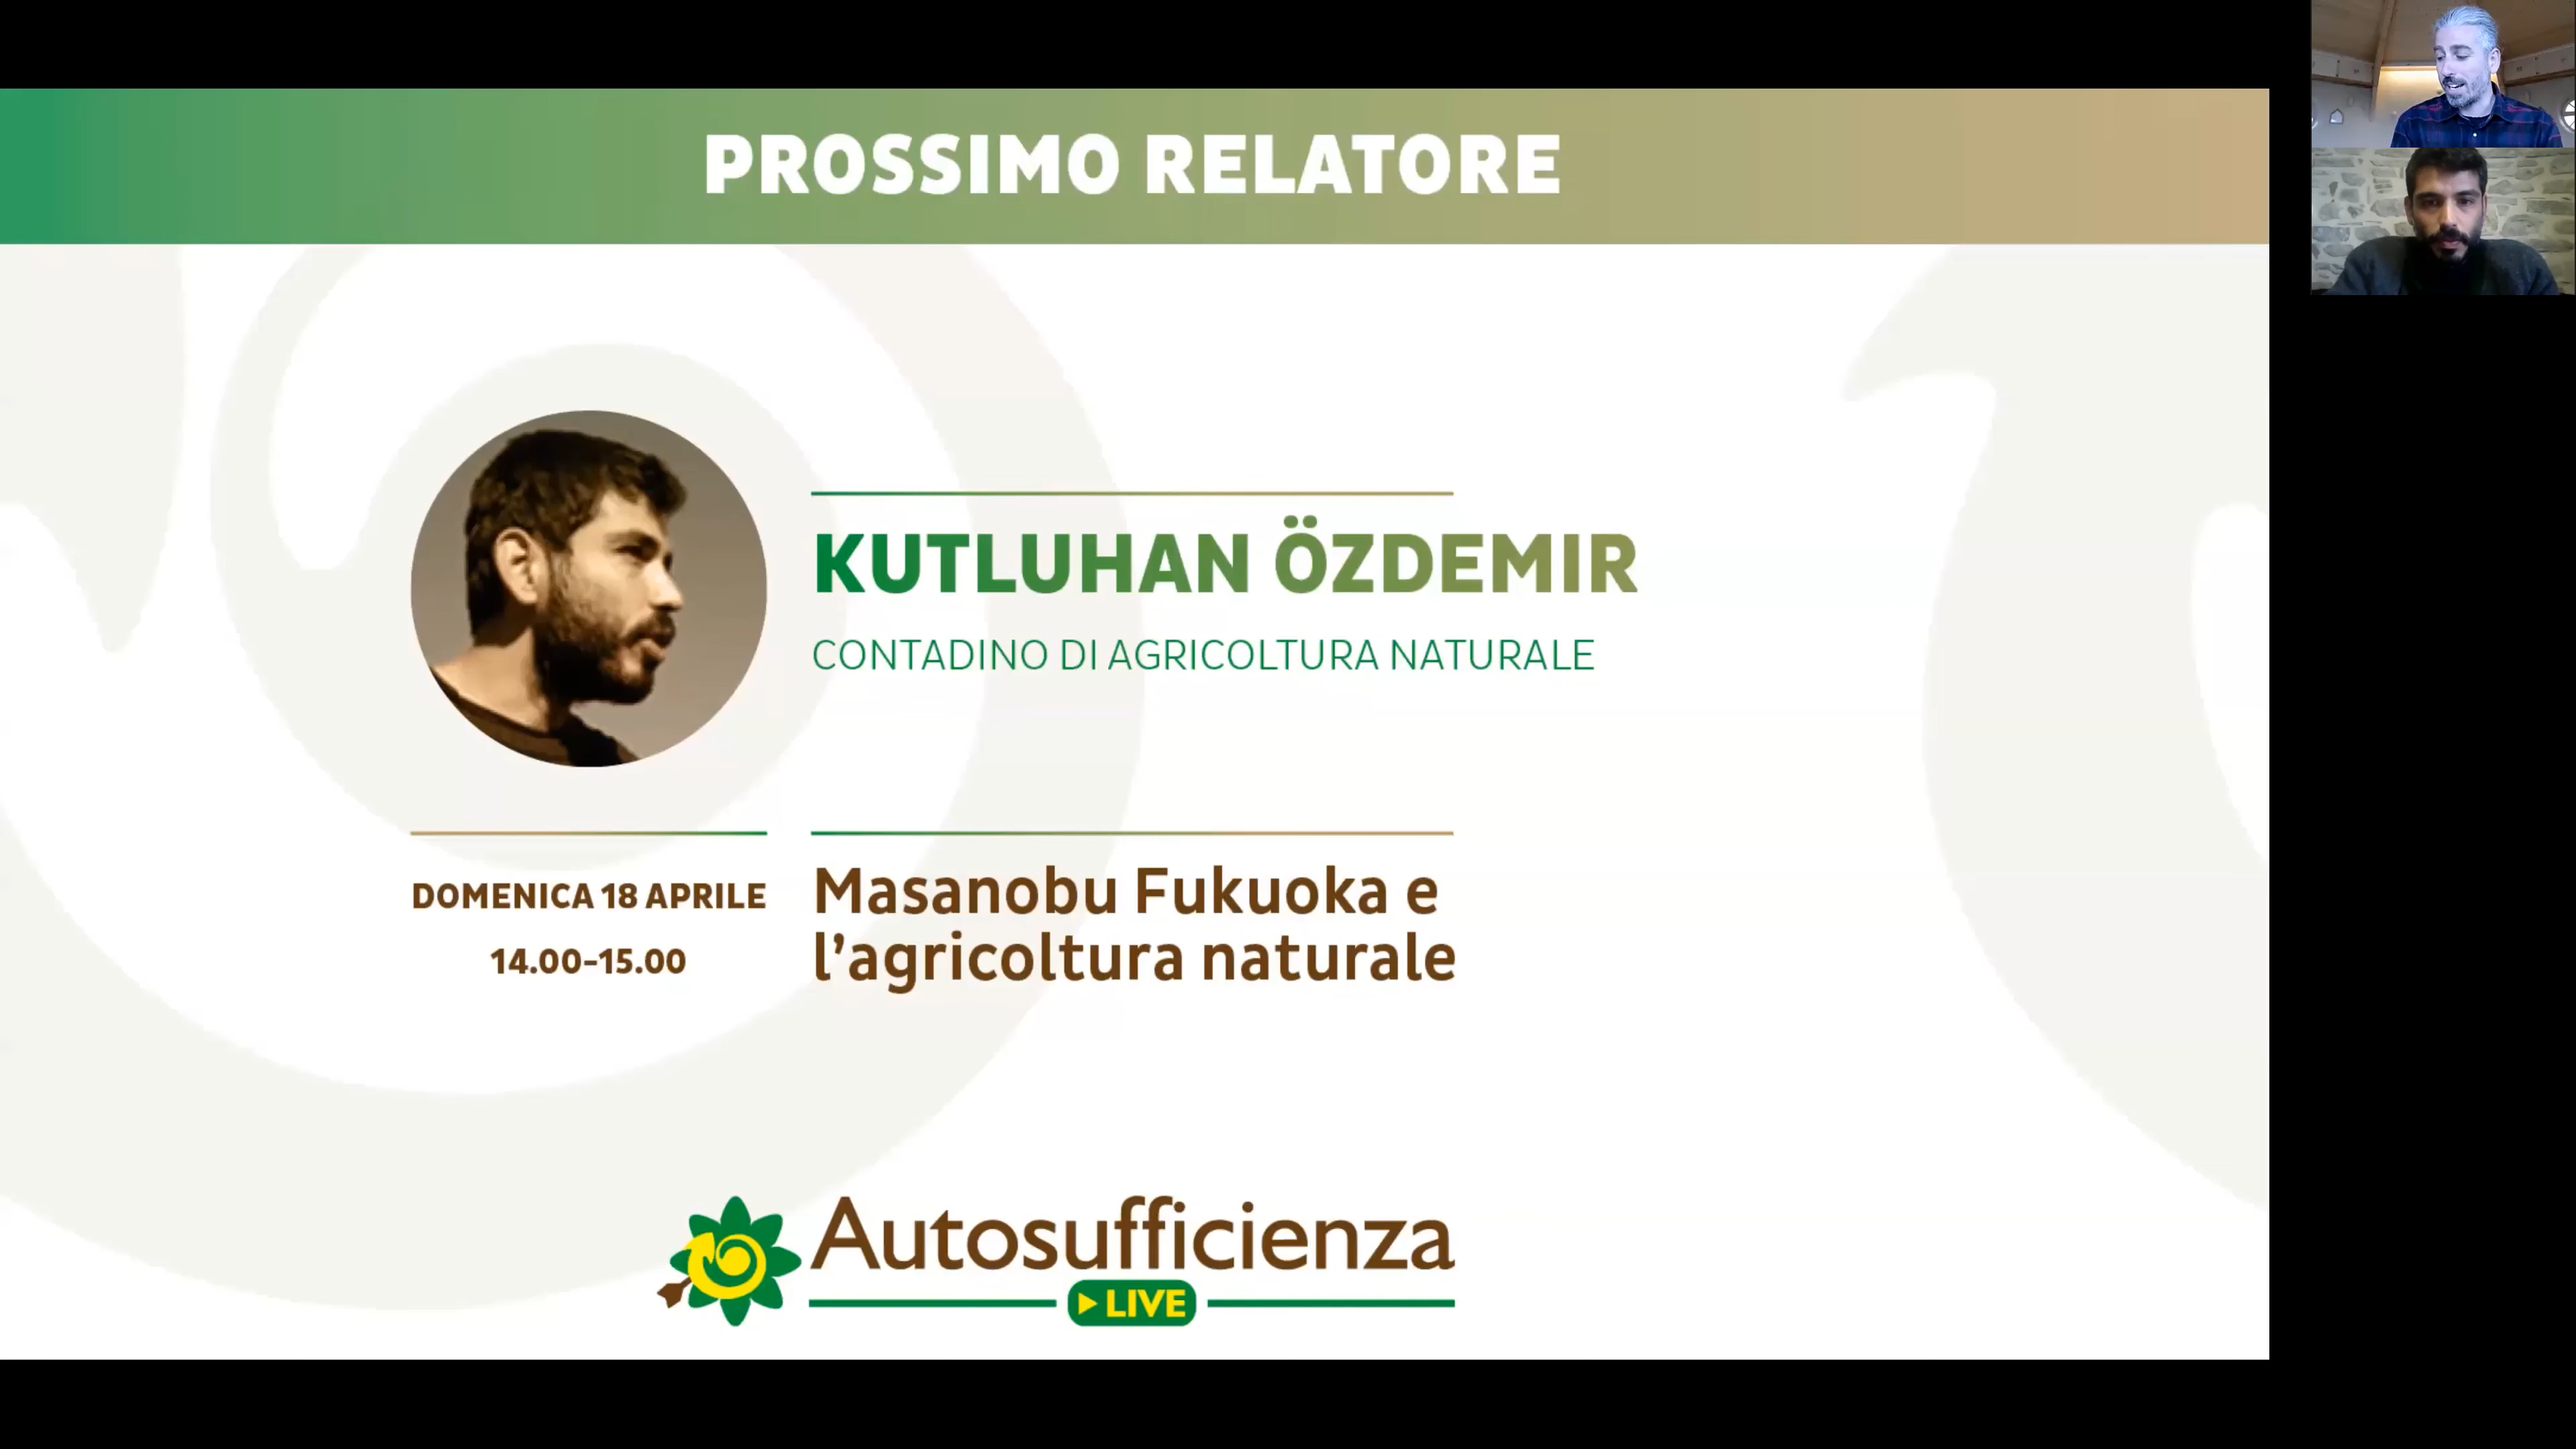 PROSSIMO RELATORE
KUTLUHAN ÖZDEMIR
CONTADINO DI AGRICOLTURA NATURALE
DOMENICA 18 APRILE
14.00-15.00
Masanobu Fukuoka e
l'agricoltura naturale
Autosufficienza
LIVE